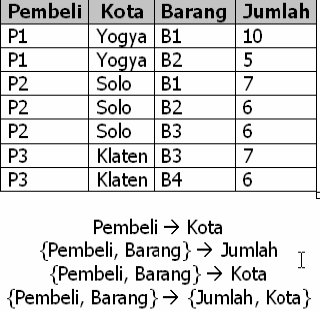 Pembeli Kota Barang Jumlah
P1 Yogya B1 10
P1 Yogya B2 5
P2 Solo B1 7
P2 Solo B2 6
P2 Solo B3 6
P3 Klaten B3 7
P3 Klaten B4 6
Pembeli → Kota
{Pembeli, Barang} → Jumlah
{Pembeli, Barang} → Kota
{Pembeli, Barang} → {Jumlah, Kota}